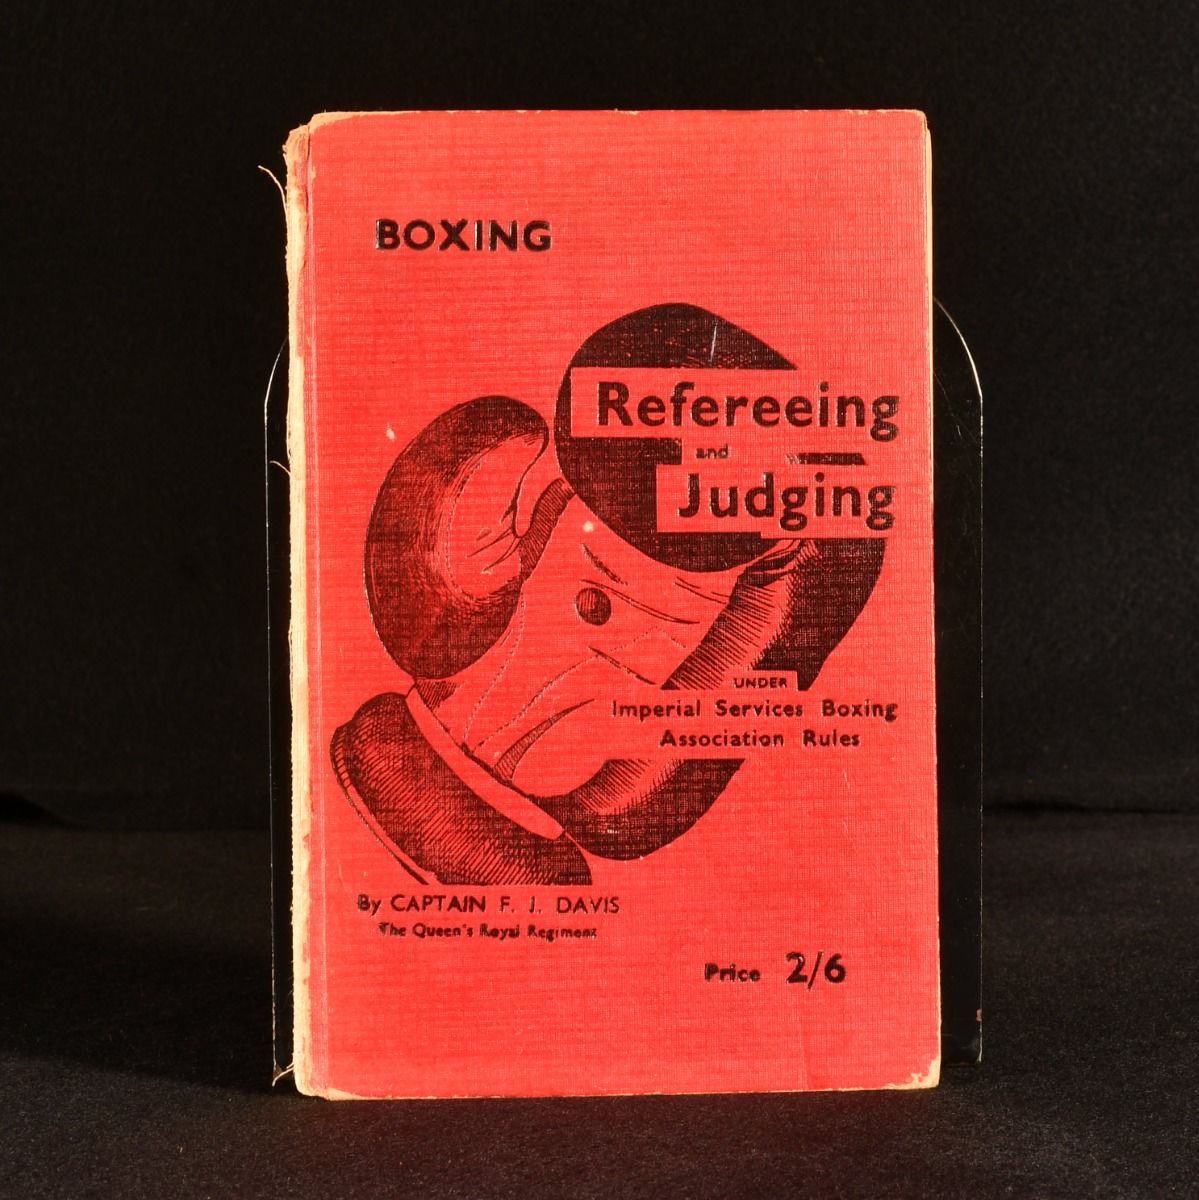 BOXING
Refereeing
and
Judging
UNDER
Imperial Services Boxing
Association Rules
By CAPTAIN F. J. DAVIS
The Queen's Royal Regiment
Price 2/6